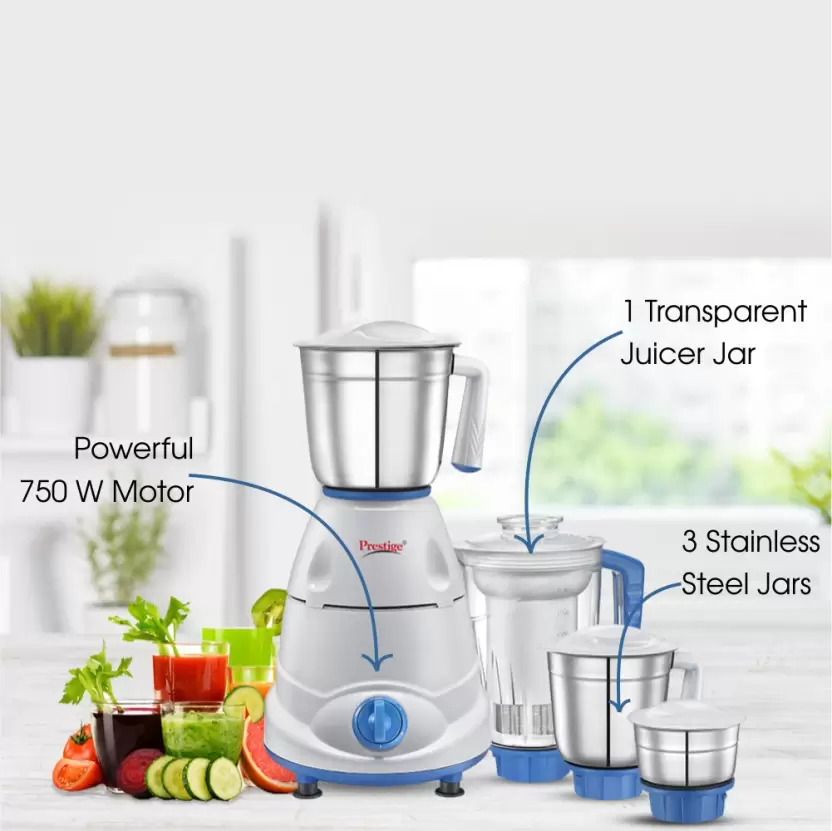 1 Transparent
Juicer Jar
Powerful
750 W Motor
3 Stainless
Steel Jars
Prestige®